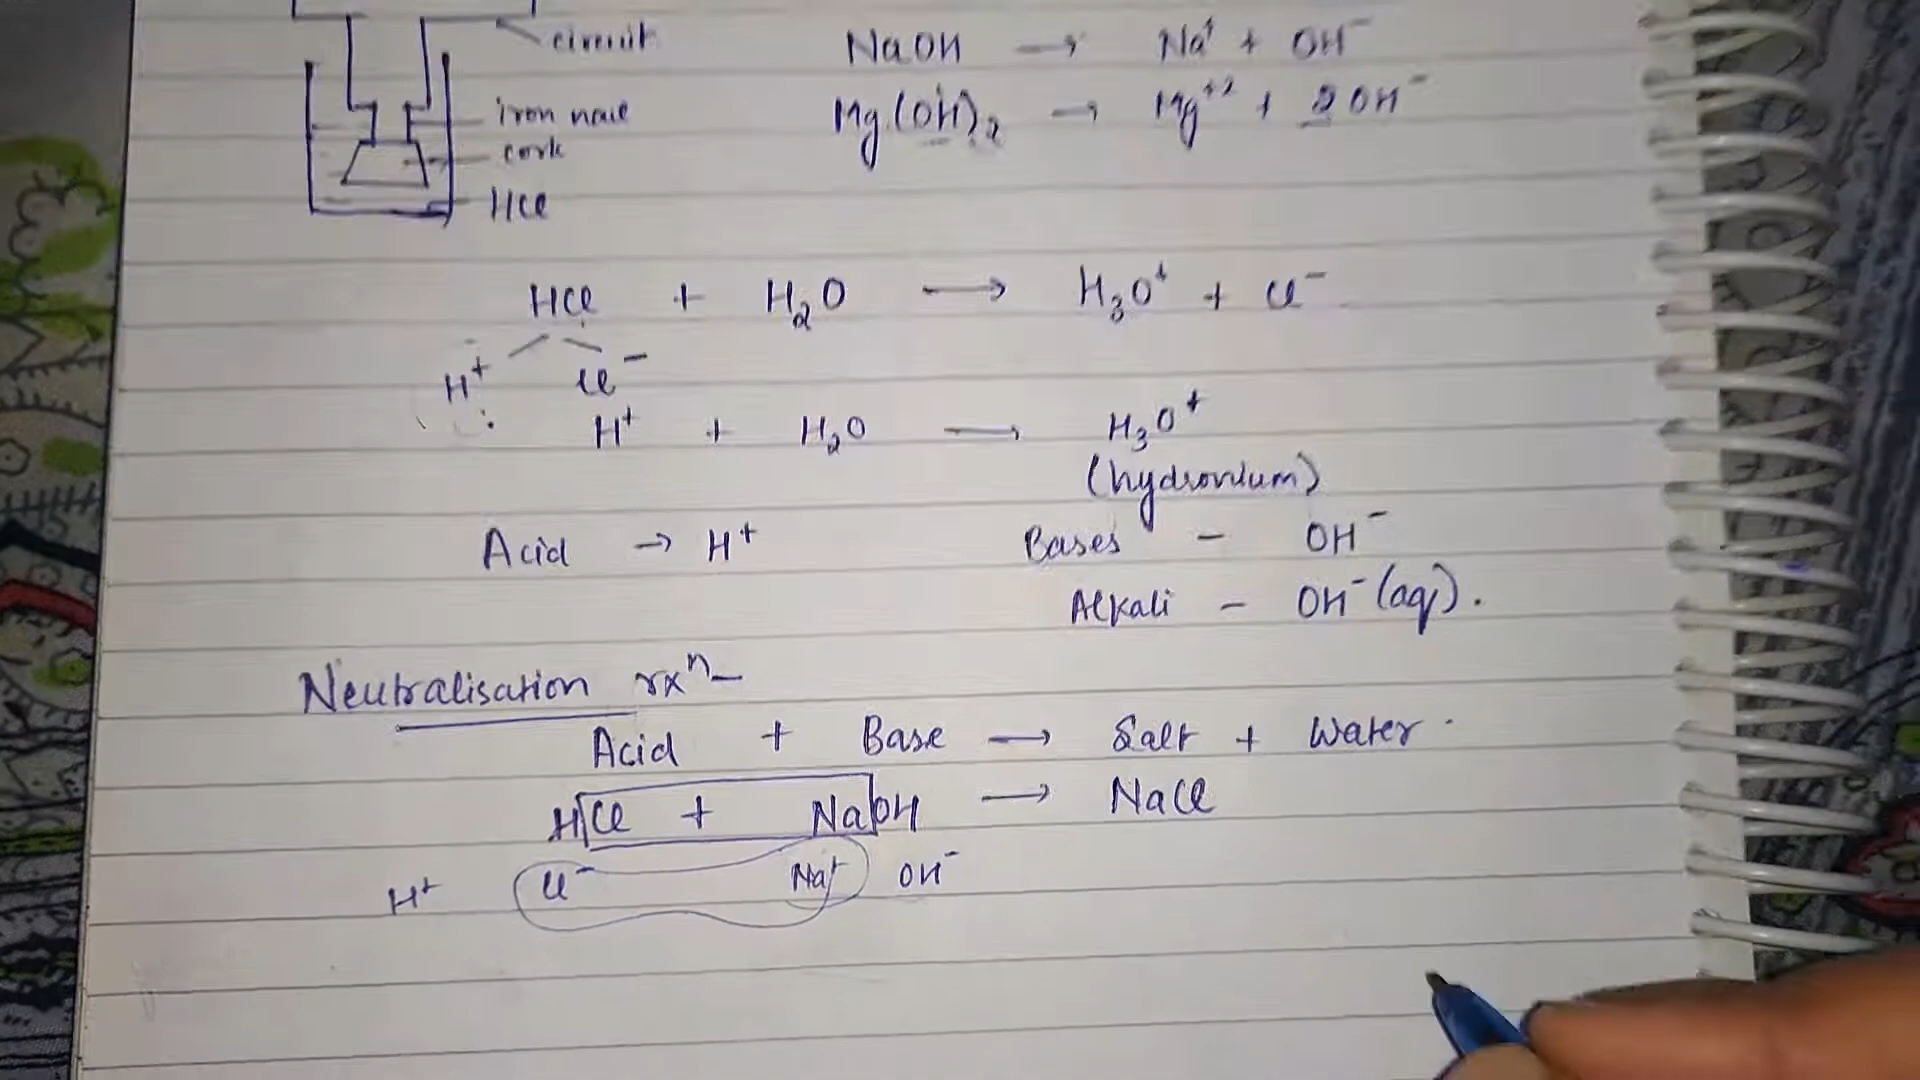 circuit
NaOH → Na⁺ + OH⁻
iron nail
Mg(OH)₂ → Mg⁺² + 2OH⁻
cork
HCl
HCl + H₂O → H₃O⁺ + Cl⁻
H⁺ Cl⁻
H⁺ + H₂O → H₃O⁺
(hydronium)
Acid → H⁺ Bases - OH⁻
Alkali - OH⁻(aq).
Neutralisation rxⁿ-
Acid + Base → Salt + Water.
HCl + NaOH → NaCl
H⁺ Cl⁻ Na⁺ OH⁻